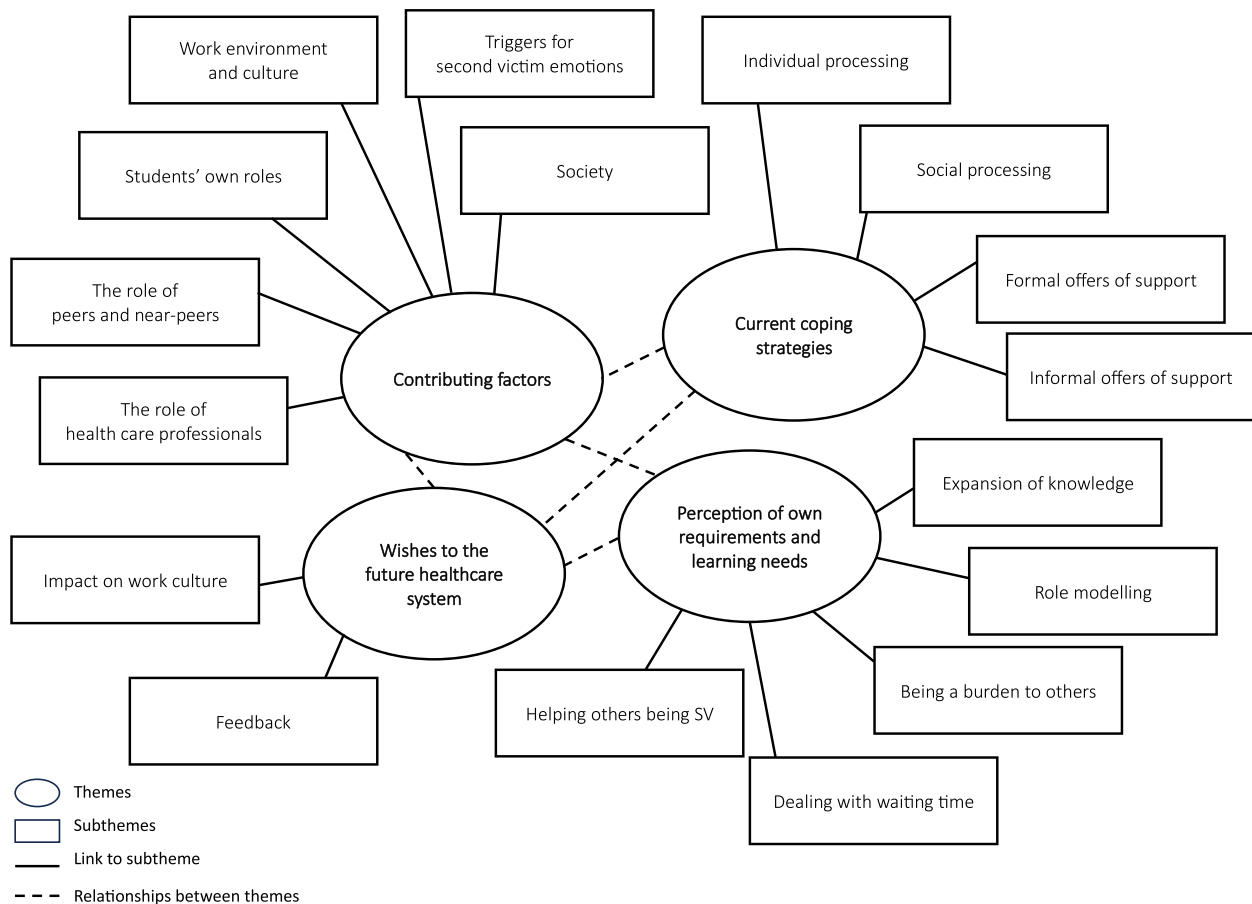 Work environment
and culture
Triggers for
second victim emotions
Individual processing
Students’ own roles
Society
Social processing
The role of
peers and near-peers
Formal offers of support
Current coping
strategies
Contributing factors
Informal offers of support
The role of
health care professionals
Expansion of knowledge
Perception of own
requirements and
learning needs
Wishes to the
future healthcare
system
Impact on work culture
Role modelling
Being a burden to others
Helping others being SV
Feedback
Dealing with waiting time
Themes
Subthemes
Link to subtheme
Relationships between themes